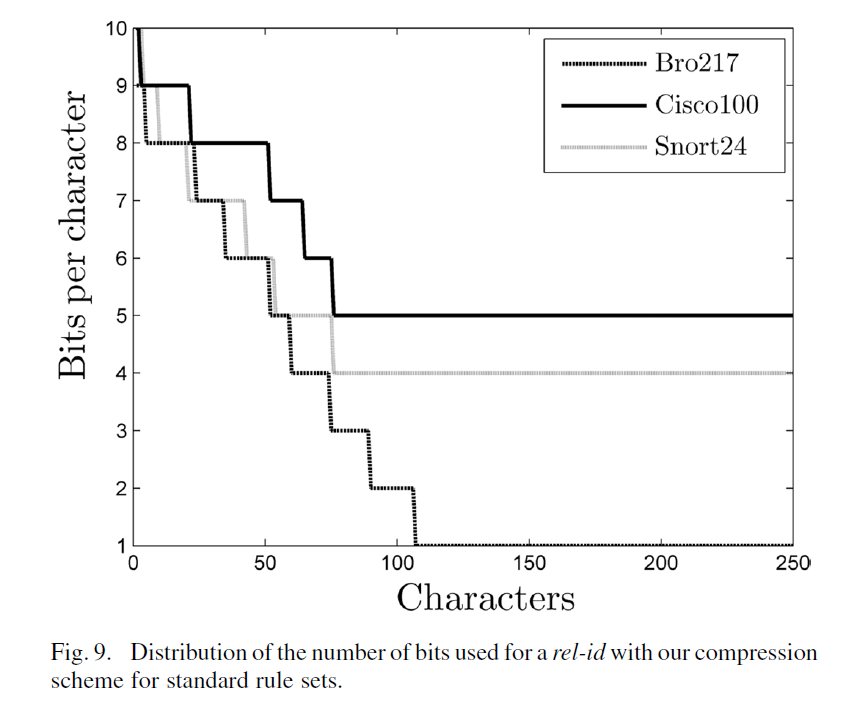 10
9
8
7
6
5
4
3
2
1
Bits per character
Bro217
Cisco100
Snort24
0 50 100 150 200 250
Characters
Fig. 9. Distribution of the number of bits used for a rel-id with our compression
scheme for standard rule sets.